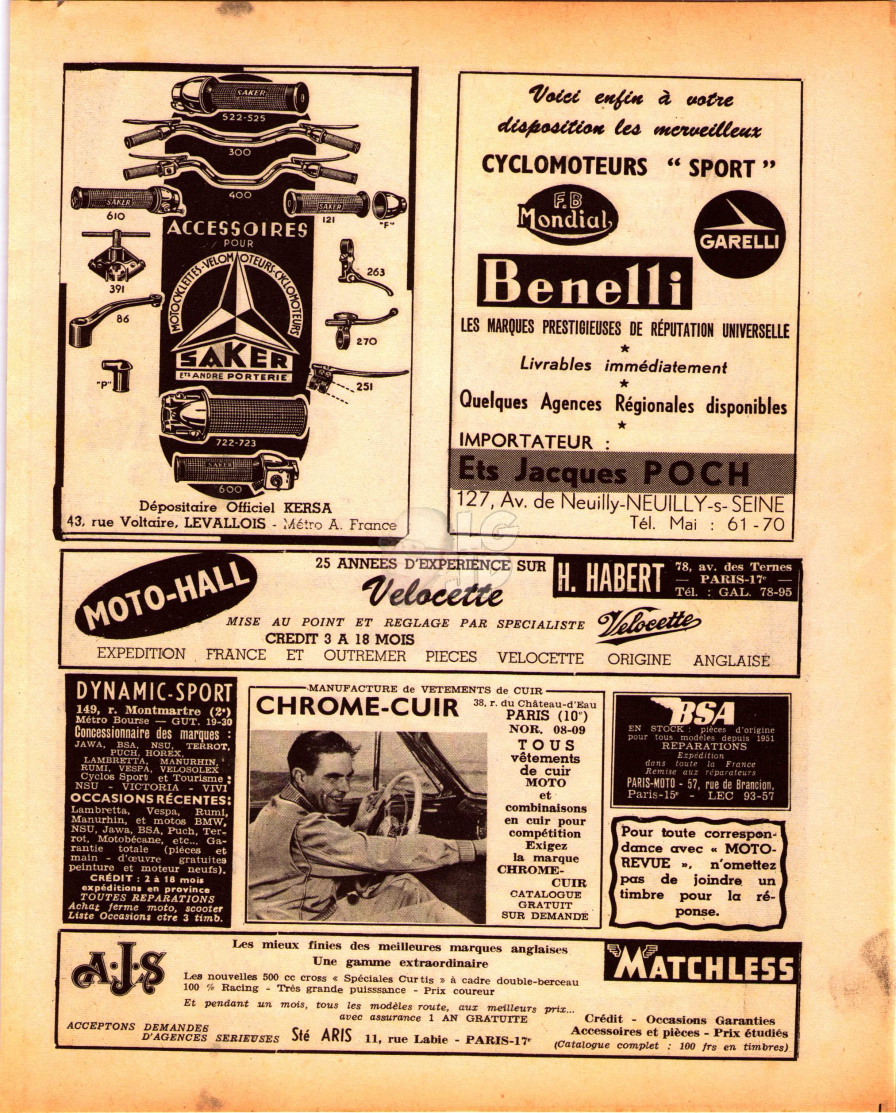 SAKER
522-525
300
400
SAKER
610
SAKER
121
"F"
ACCESSOIRES
POUR
391
MOTOCYCLETTES-VELOMOTEURS-CYCLOMOTEURS
263
86
270
SAKER
ETS ANDRE PORTERIE
"P"
251
722-723
SAKER
600
Dépositaire Officiel KERSA
43, rue Voltaire, LEVALLOIS - Métro A. France
Voici enfin à votre
disposition les merveilleux
CYCLOMOTEURS “ SPORT ”
F.B
Mondial
GARELLI
Benelli
LES MARQUES PRESTIGIEUSES DE RÉPUTATION UNIVERSELLE
★
Livrables immédiatement
★
Quelques Agences Régionales disponibles
★
IMPORTATEUR :
Ets Jacques POCH
127, Av. de Neuilly-NEUILLY-s-SEINE
Tél. Mai : 61-70
MOTO-HALL
25 ANNEES D'EXPERIENCE SUR
Velocette
H. HABERT
78, av. des Ternes
— PARIS-17e —
Tél. : GAL. 78-95
MISE AU POINT ET REGLAGE PAR SPECIALISTE
Velocette
CREDIT 3 A 18 MOIS
EXPEDITION FRANCE ET OUTREMER PIECES VELOCETTE ORIGINE ANGLAISE
DYNAMIC-SPORT
149, r. Montmartre (2e)
Métro Bourse — GUT. 19-30
Concessionnaire des marques :
JAWA, BSA, NSU, TERROT,
PUCH, HOREX,
LAMBRETTA, MANURHIN,
RUMI, VESPA, VELOSOLEX
Cyclos Sport et Tourisme :
NSU - VICTORIA - VIVI
OCCASIONS RÉCENTES:
Lambretta, Vespa, Rumi,
Manurhin, et motos BMW,
NSU, Jawa, BSA, Puch, Ter-
rot, Motobécane, etc... Ga-
rantie totale (pièces et
main - d'œuvre gratuites
peinture et moteur neufs).
CRÉDIT : 2 à 18 mois
expéditions en province
TOUTES REPARATIONS
Achat ferme moto, scooter
Liste Occasions ctre 3 timb.
MANUFACTURE de VETEMENTS de CUIR
CHROME-CUIR
38, r. du Château-d'Eau
PARIS (10e)
NOR. 08-09
TOUS
vêtements
de cuir
MOTO
et
combinaisons
en cuir pour
compétition
Exigez
la marque
CHROME-
CUIR
CATALOGUE
GRATUIT
SUR DEMANDE
BSA
EN STOCK : pièces d'origine
pour tous modèles depuis 1951
REPARATIONS
Expédition
dans toute la France
Remise aux réparateurs
PARIS-MOTO - 57, rue de Brancion,
Paris-15e - LEC 93-57
Pour toute correspon-
dance avec « MOTO-
REVUE », n'omettez
pas de joindre un
timbre pour la ré-
ponse.
A·J·S
Les mieux finies des meilleures marques anglaises
Une gamme extraordinaire
MATCHLESS
Les nouvelles 500 cc cross « Spéciales Curtis » à cadre double-berceau
100 % Racing - Très grande puisssance - Prix coureur
Et pendant un mois, tous les modèles route, aux meilleurs prix...
avec assurance 1 AN GRATUITE
ACCEPTONS DEMANDES
D'AGENCES SERIEUSES
Sté ARIS 11, rue Labie - PARIS-17e
Crédit - Occasions Garanties
Accessoires et pièces - Prix étudiés
(Catalogue complet : 100 frs en timbres)